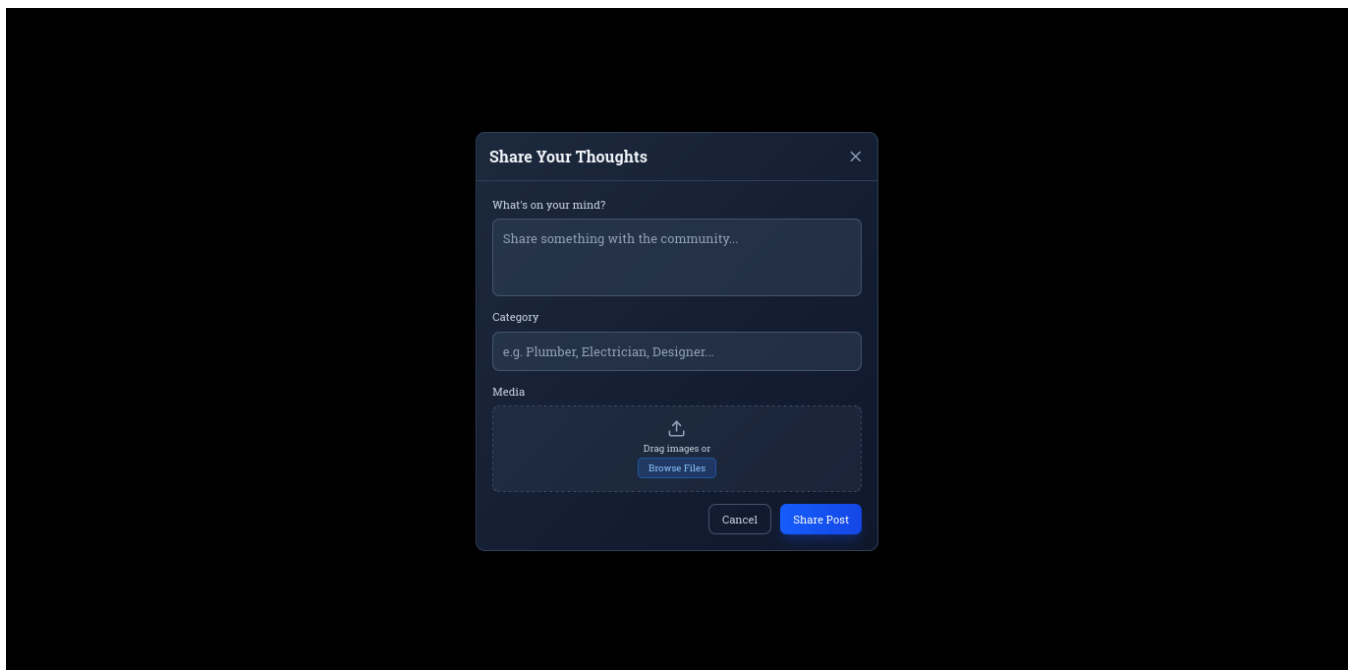 Share Your Thoughts
What's on your mind?
Share something with the community...
Category
e.g. Plumber, Electrician, Designer...
Media
Drag images or
Browse Files
Cancel
Share Post